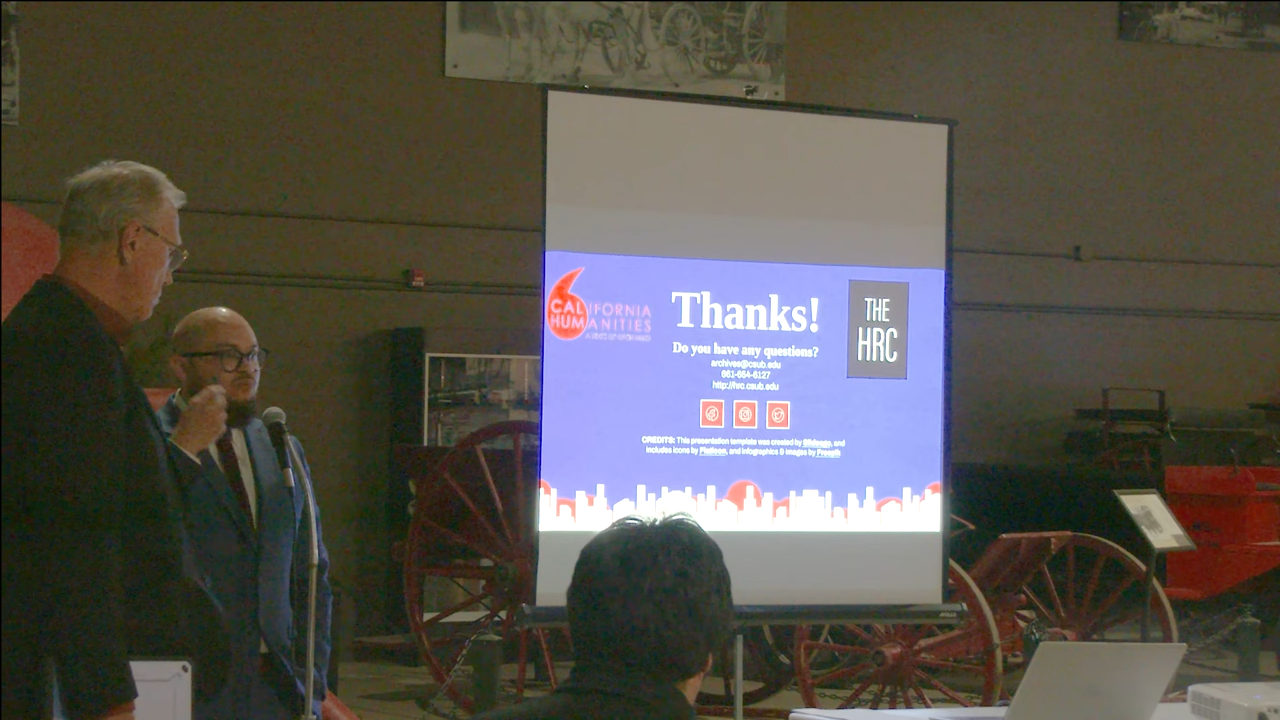 CALIFORNIA
HUMANITIES
Thanks!
Do you have any questions?
archives@csub.edu
661-654-6127
http://hrc.csub.edu
CREDITS: This presentation template was created by Slidesgo, and
includes icons by Flaticon, and infographics & images by Freepik
THE
HRC